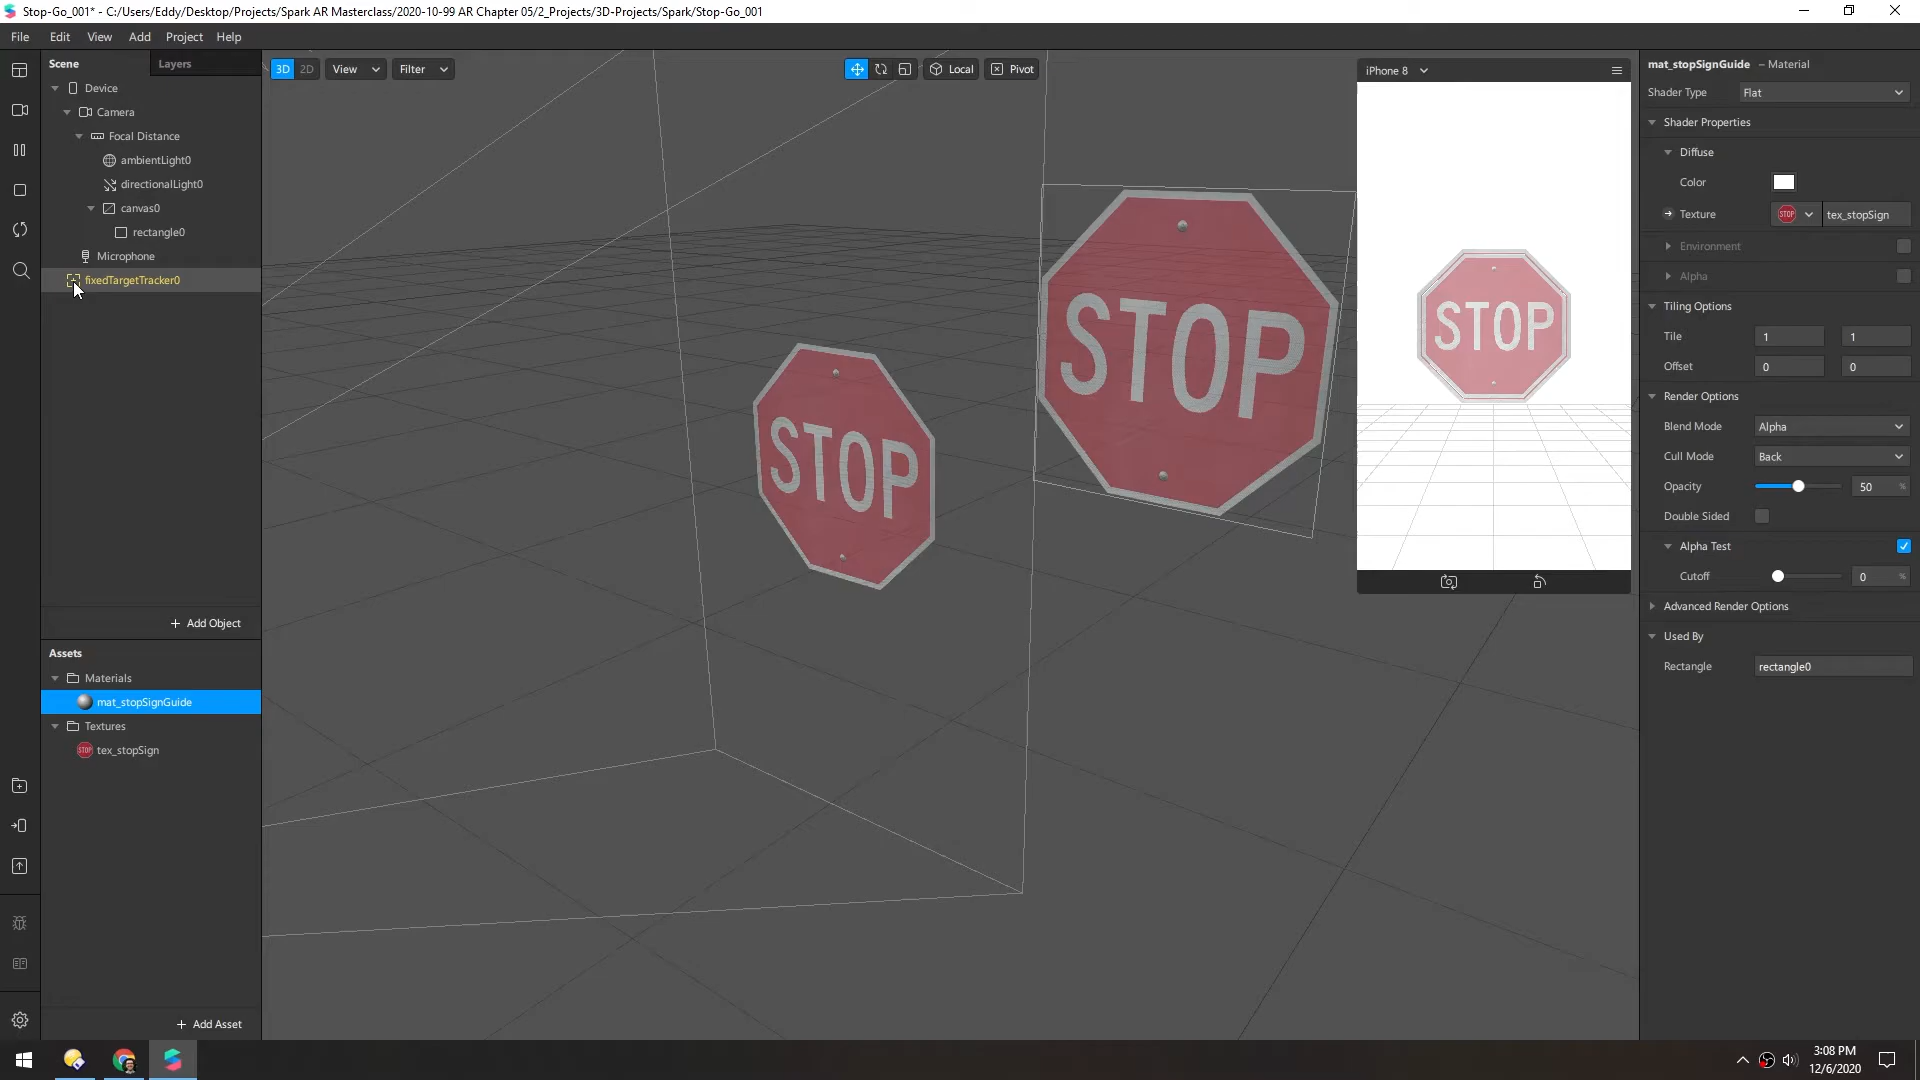 Stop-Go_001* - C:/Users/Eddy/Desktop/Projects/Spark AR Masterclass/2020-10-99 AR Chapter 05/2_Projects/3D-Projects/Spark/Stop-Go_001
File Edit View Add Project Help
Scene Layers
Device
Camera
Focal Distance
ambientLight0
directionalLight0
canvas0
rectangle0
Microphone
fixedTargetTracker0
+ Add Object
Assets
Materials
mat_stopSignGuide
Textures
STOP tex_stopSign
+ Add Asset
3D 2D View Filter
Local Pivot
STOP
STOP
iPhone 8
STOP
mat_stopSignGuide – Material
Shader Type Flat
Shader Properties
Diffuse
Color
Texture STOP tex_stopSign
Environment
Alpha
Tiling Options
Tile 1 1
Offset 0 0
Render Options
Blend Mode Alpha
Cull Mode Back
Opacity 50 %
Double Sided
Alpha Test
Cutoff 0 %
Advanced Render Options
Used By
Rectangle rectangle0
3:08 PM
12/6/2020